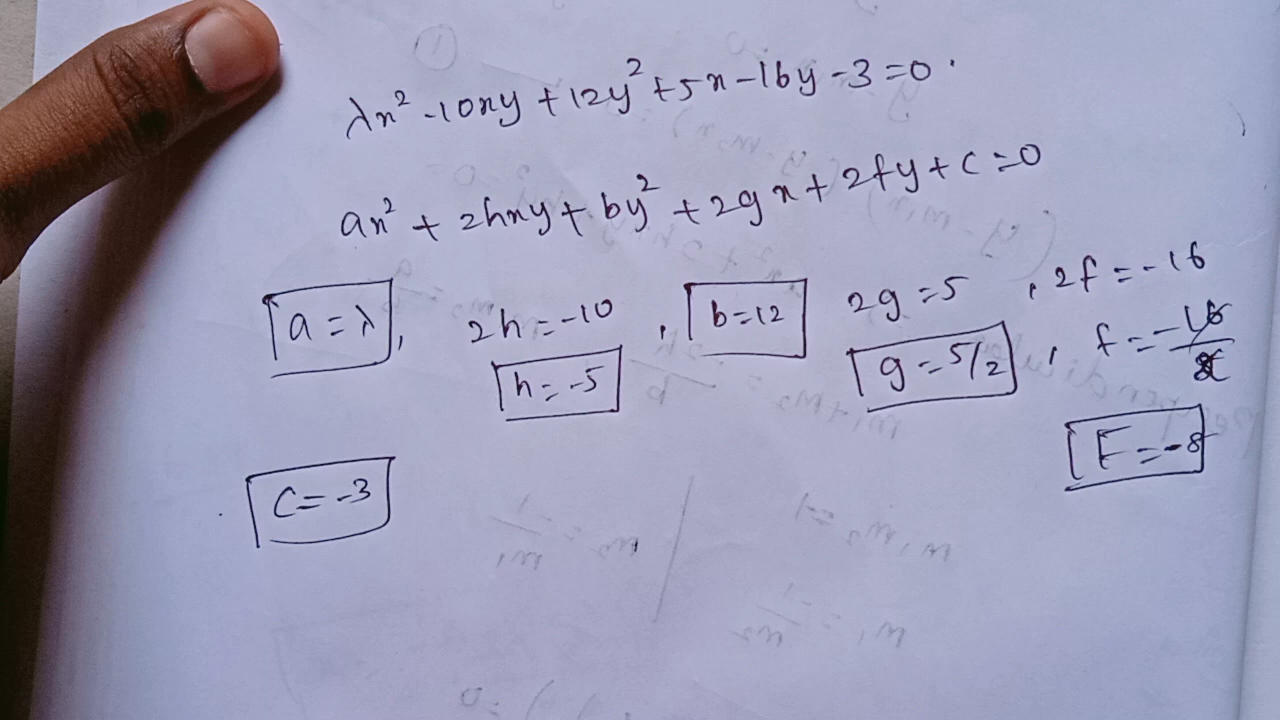 λx² -10xy + 12y² + 5x - 16y - 3 = 0.
ax² + 2hxy + by² + 2gx + 2fy + c = 0
a = λ, 2h = -10, b = 12 2g = 5, 2f = -16
h = -5 g = 5/2, f = -16/2
F = -8
C = -3